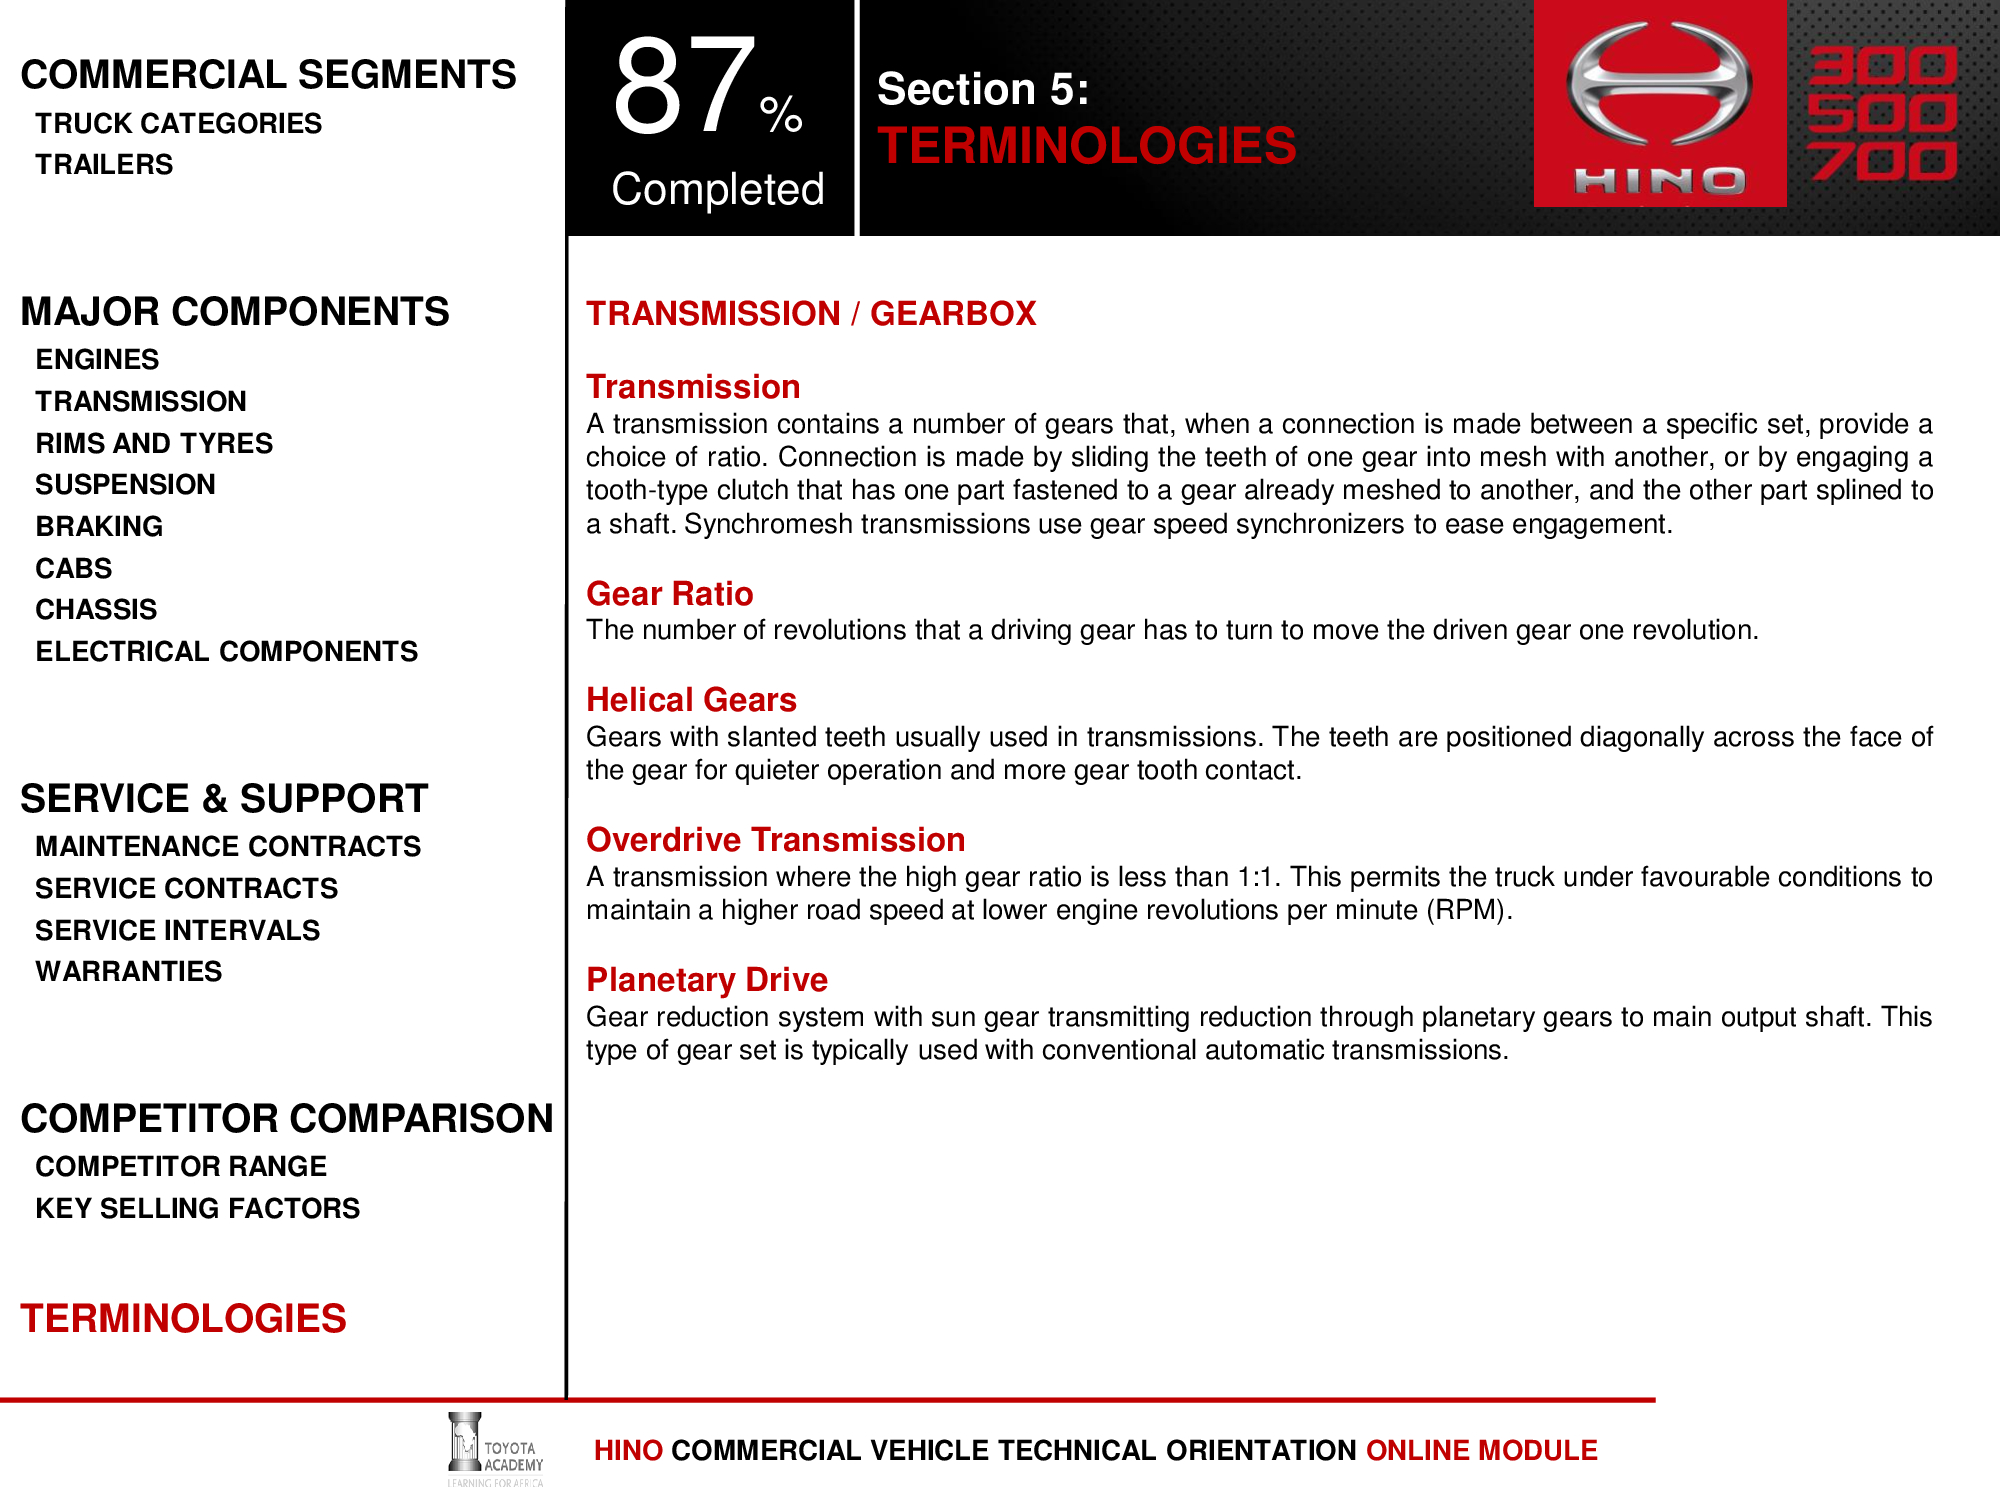 COMMERCIAL SEGMENTS
TRUCK CATEGORIES
TRAILERS
MAJOR COMPONENTS
ENGINES
TRANSMISSION
RIMS AND TYRES
SUSPENSION
BRAKING
CABS
CHASSIS
ELECTRICAL COMPONENTS
SERVICE & SUPPORT
MAINTENANCE CONTRACTS
SERVICE CONTRACTS
SERVICE INTERVALS
WARRANTIES
COMPETITOR COMPARISON
COMPETITOR RANGE
KEY SELLING FACTORS
TERMINOLOGIES
87%
Completed
Section 5:
TERMINOLOGIES
HINO
300
500
700
TRANSMISSION / GEARBOX
Transmission
A transmission contains a number of gears that, when a connection is made between a specific set, provide a
choice of ratio. Connection is made by sliding the teeth of one gear into mesh with another, or by engaging a
tooth-type clutch that has one part fastened to a gear already meshed to another, and the other part splined to
a shaft. Synchromesh transmissions use gear speed synchronizers to ease engagement.
Gear Ratio
The number of revolutions that a driving gear has to turn to move the driven gear one revolution.
Helical Gears
Gears with slanted teeth usually used in transmissions. The teeth are positioned diagonally across the face of
the gear for quieter operation and more gear tooth contact.
Overdrive Transmission
A transmission where the high gear ratio is less than 1:1. This permits the truck under favourable conditions to
maintain a higher road speed at lower engine revolutions per minute (RPM).
Planetary Drive
Gear reduction system with sun gear transmitting reduction through planetary gears to main output shaft. This
type of gear set is typically used with conventional automatic transmissions.
TOYOTA
ACADEMY
LEARNING FOR AFRICA
HINO COMMERCIAL VEHICLE TECHNICAL ORIENTATION ONLINE MODULE